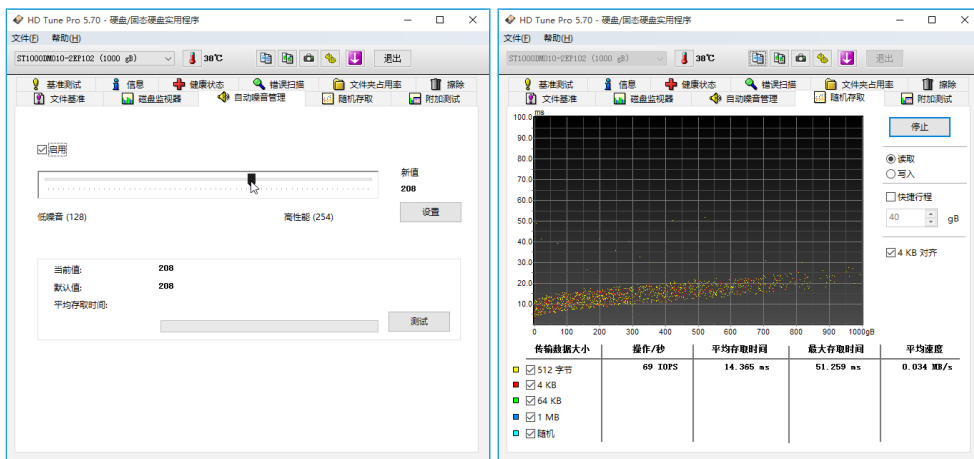 HD Tune Pro 5.70 - 硬盘/固态硬盘实用程序
文件(F) 帮助(H)
ST1000DM010-2EP102 (1000 gB) 38℃ 退出
基准测试 信息 健康状态 错误扫描 文件夹占用率 擦除
文件基准 磁盘监视器 自动噪音管理 随机存取 附加测试
启用
新值
208
低噪音 (128) 高性能 (254) 设置
当前值: 208
默认值: 208
平均存取时间:
测试
HD Tune Pro 5.70 - 硬盘/固态硬盘实用程序
文件(F) 帮助(H)
ST1000DM010-2EP102 (1000 gB) 38℃ 退出
基准测试 信息 健康状态 错误扫描 文件夹占用率 擦除
文件基准 磁盘监视器 自动噪音管理 随机存取 附加测试
ms
100.0
90.0
80.0
70.0
60.0
50.0
40.0
30.0
20.0
10.0
0 100 200 300 400 500 600 700 800 900 1000gB
停止
读取
写入
快捷行程
40 gB
4 KB 对齐
传输数据大小 操作/秒 平均存取时间 最大存取时间 平均速度
512 字节 69 IOPS 14.365 ms 51.259 ms 0.034 MB/s
4 KB
64 KB
1 MB
随机